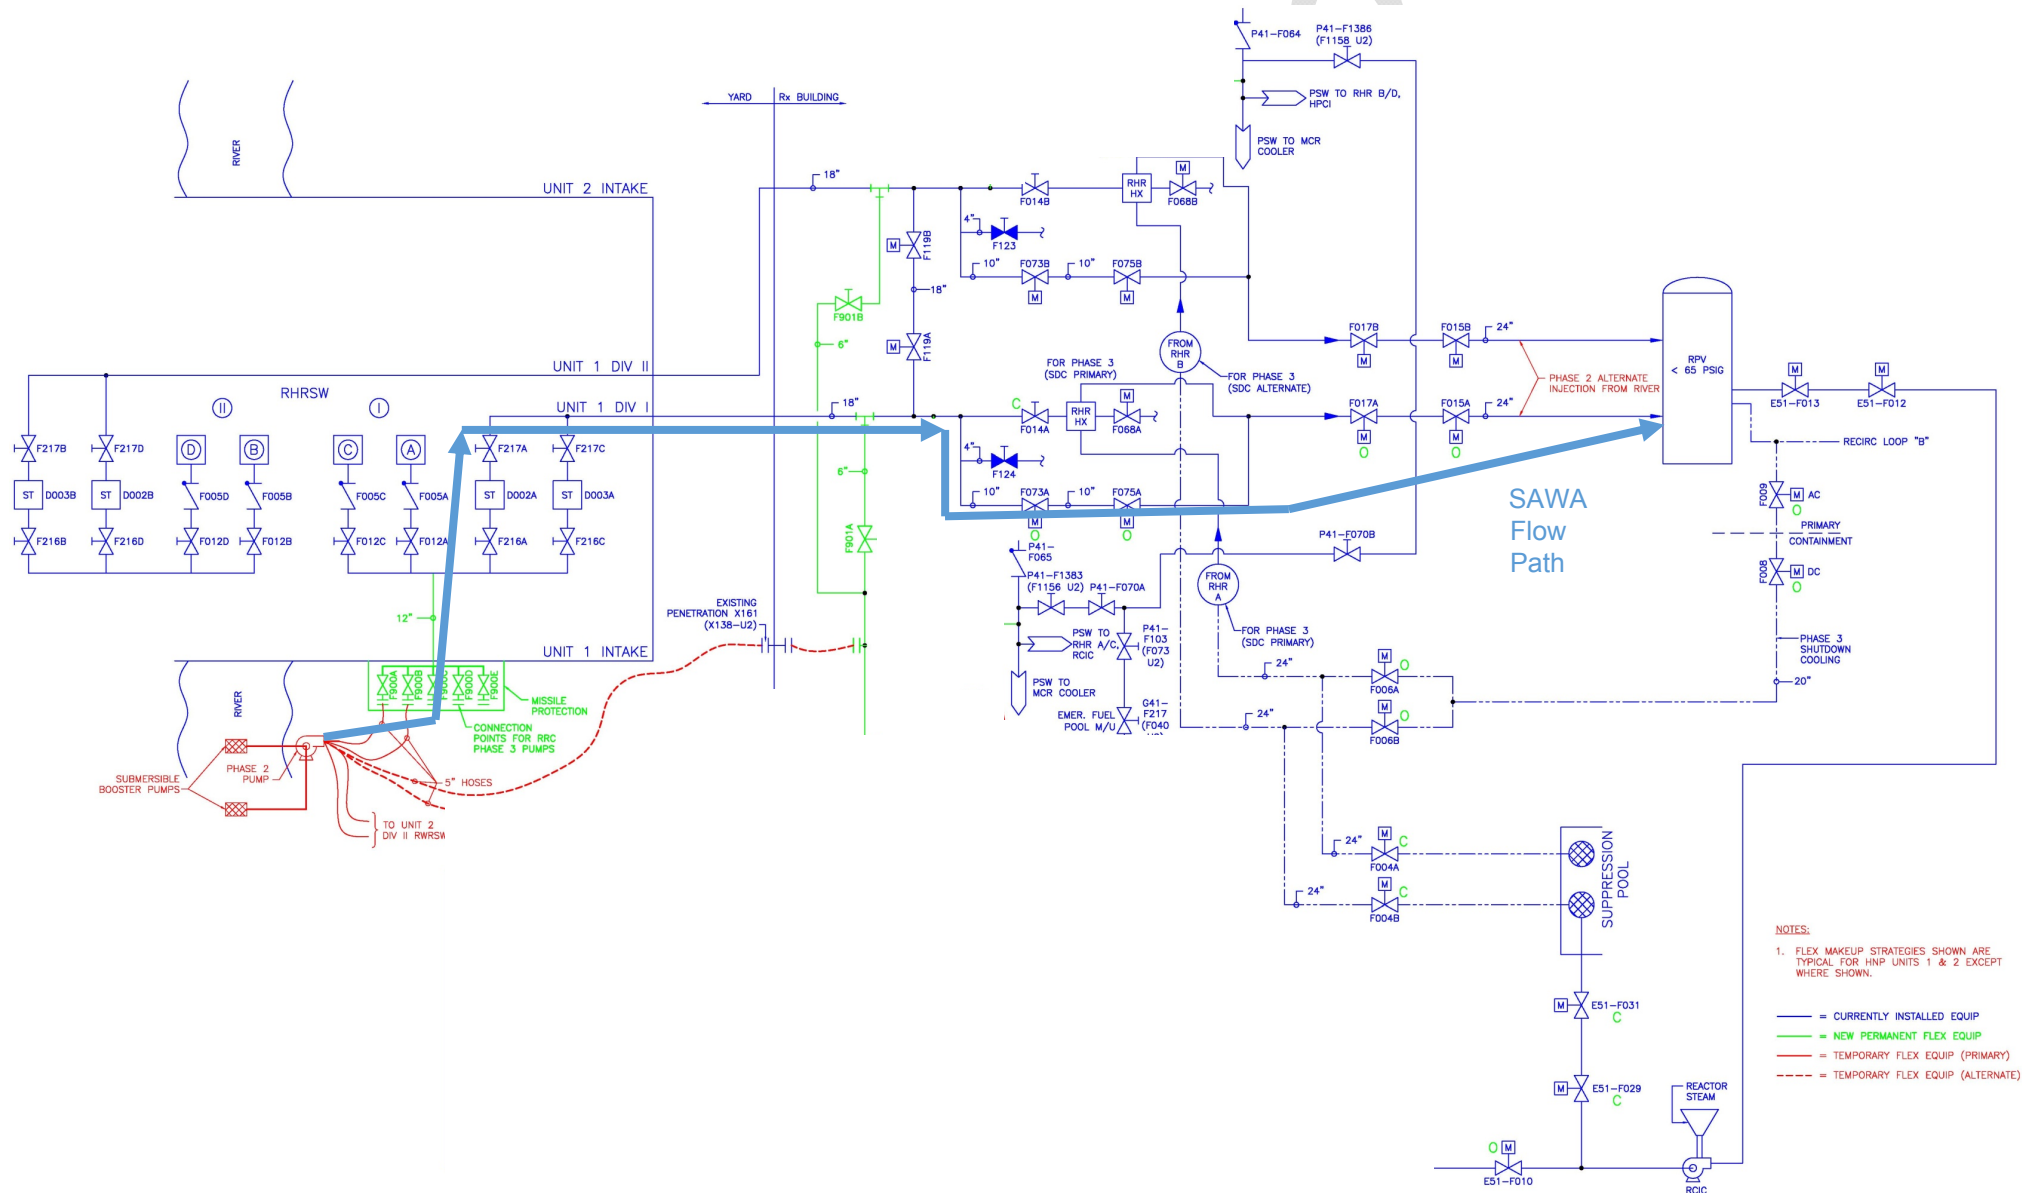 P41-F064
P41-F1386
(F1158 U2)
YARD
Rx BUILDING
PSW TO RHR B/D,
HPCI
PSW TO MCR
COOLER
RIVER
UNIT 2 INTAKE
18"
F014B
RHR
HX
M
F068B
4"
F123
M
F119B
10"
F073B
M
10"
F075B
M
18"
F901B
6"
M
F119A
FROM
RHR
B
FOR PHASE 3
(SDC ALTERNATE)
F017B
M
F015B
M
24"
RPV
< 65 PSIG
PHASE 2 ALTERNATE
INJECTION FROM RIVER
M
E51-F013
M
E51-F012
UNIT 1 DIV II
RHRSW
II
I
UNIT 1 DIV I
18"
FOR PHASE 3
(SDC PRIMARY)
C
F014A
RHR
HX
M
F068A
F017A
M
O
F015A
M
O
24"
RECIRC LOOP "B"
F217B
F217D
D
B
C
A
F217A
F217C
4"
F124
6"
ST
D003B
ST
D002B
F005D
F005B
F005C
F005A
ST
D002A
ST
D003A
10"
F073A
M
O
10"
F075A
M
O
SAWA
Flow
Path
F009
M
AC
O
PRIMARY
CONTAINMENT
F216B
F216D
F012D
F012B
F012C
F012A
F216A
F216C
F901A
P41-
F065
P41-F070B
F008
M
DC
O
P41-F1383
(F1156 U2)
P41-F070A
FROM
RHR
A
FOR PHASE 3
(SDC PRIMARY)
12"
EXISTING
PENETRATION X161
(X138-U2)
PSW TO
RHR A/C,
RCIC
P41-
F103
(F073
U2)
PHASE 3
SHUTDOWN
COOLING
20"
UNIT 1 INTAKE
RIVER
F900A
F900B
F900D
F900E
MISSILE
PROTECTION
CONNECTION
POINTS FOR RRC
PHASE 3 PUMPS
PSW TO
MCR COOLER
EMER. FUEL
POOL M/U
G41-
F217
(F040
24"
M
O
F006A
24"
M
O
F006B
PHASE 2
PUMP
SUBMERSIBLE
BOOSTER PUMPS
5" HOSES
TO UNIT 2
DIV II RWRSW
24"
M
C
F004A
24"
M
C
F004B
SUPPRESSION
POOL
M
E51-F031
C
M
E51-F029
C
O
M
E51-F010
REACTOR
STEAM
RCIC
NOTES:
1. FLEX MAKEUP STRATEGIES SHOWN ARE
TYPICAL FOR HNP UNITS 1 & 2 EXCEPT
WHERE SHOWN.
= CURRENTLY INSTALLED EQUIP
= NEW PERMANENT FLEX EQUIP
= TEMPORARY FLEX EQUIP (PRIMARY)
= TEMPORARY FLEX EQUIP (ALTERNATE)